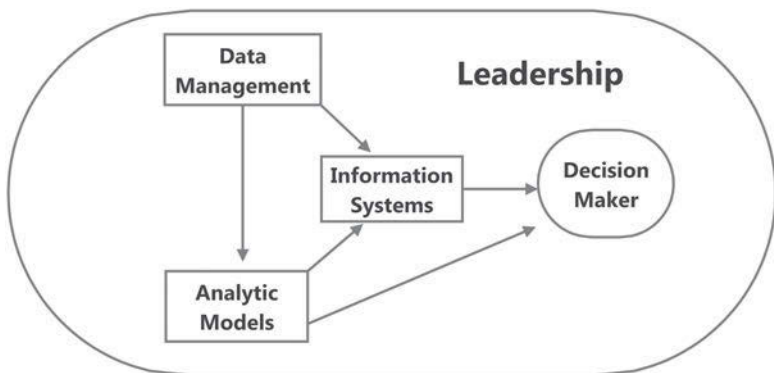 Data
Management
Leadership
Information
Systems
Decision
Maker
Analytic
Models